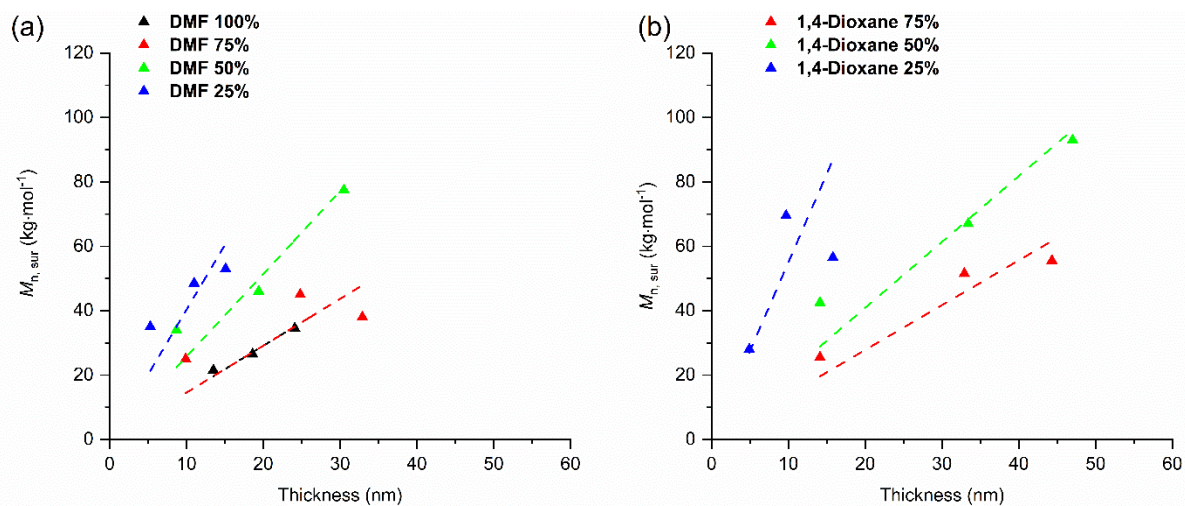 (a)
DMF 100%
DMF 75%
DMF 50%
DMF 25%
120
100
80
60
40
20
0
0 10 20 30 40 50 60
Mn, sur (kg·mol-1)
Thickness (nm)
(b)
1,4-Dioxane 75%
1,4-Dioxane 50%
1,4-Dioxane 25%
120
100
80
60
40
20
0
0 10 20 30 40 50 60
Mn, sur (kg·mol-1)
Thickness (nm)